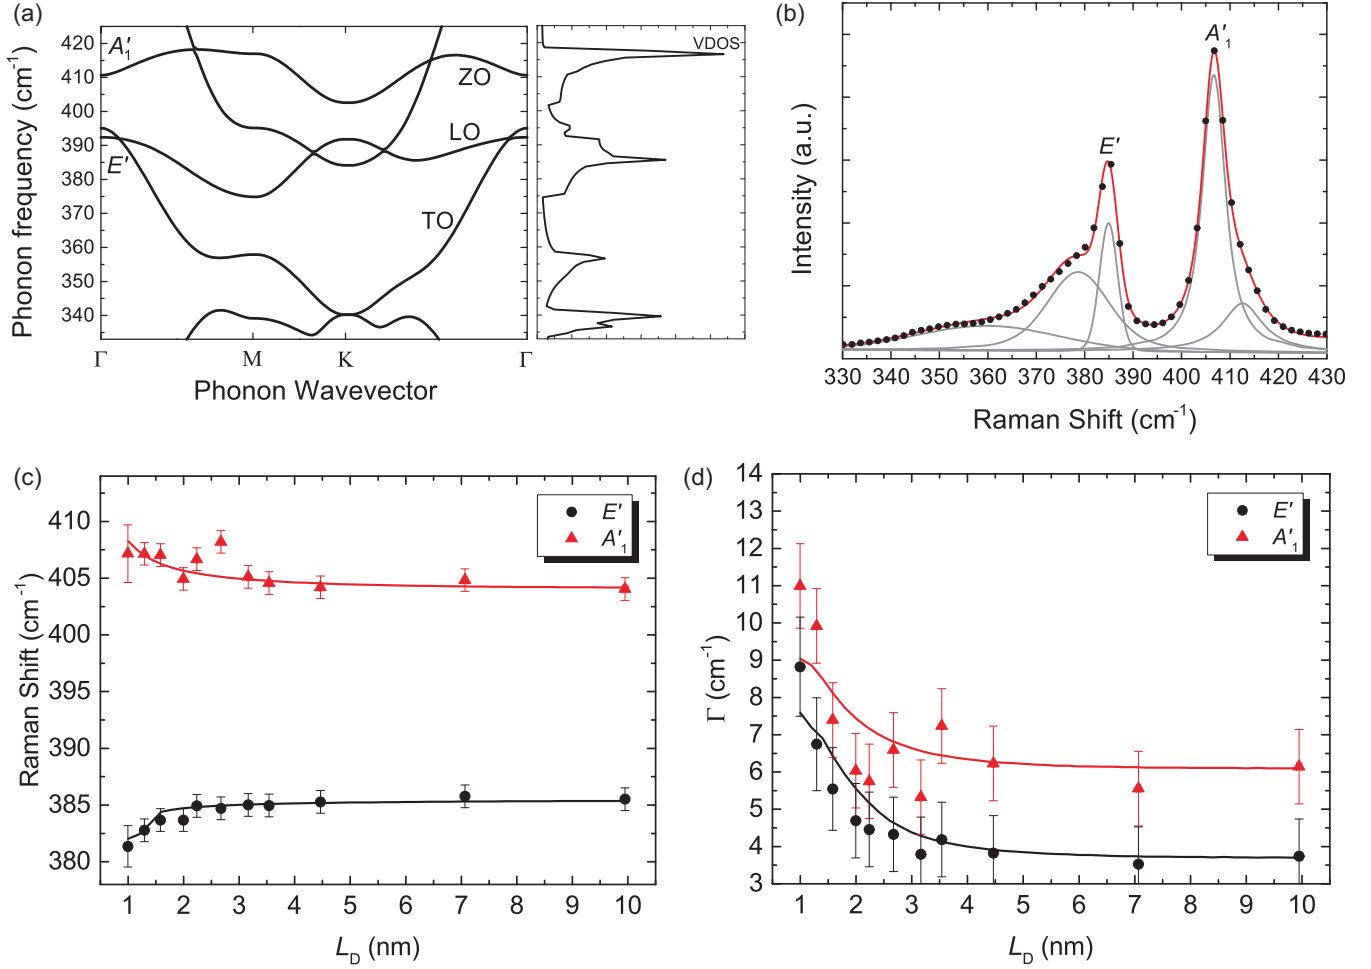 (a)
Phonon frequency (cm⁻¹)
420
410
400
390
380
370
360
350
340
A'₁
E'
ZO
LO
TO
VDOS
Γ M K Γ
Phonon Wavevector
(b)
Intensity (a.u.)
E'
A'₁
330 340 350 360 370 380 390 400 410 420 430
Raman Shift (cm⁻¹)
(c)
Raman Shift (cm⁻¹)
410
405
400
395
390
385
380
E'
A'₁
1 2 3 4 5 6 7 8 9 10
L_D (nm)
(d)
Γ (cm⁻¹)
14
13
12
11
10
9
8
7
6
5
4
3
E'
A'₁
1 2 3 4 5 6 7 8 9 10
L_D (nm)